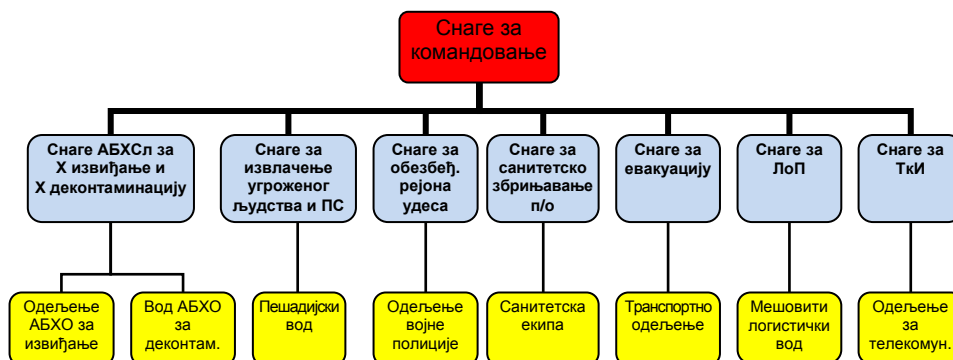 Снаге за
командовање
Снаге АБХСл за
Х извиђање и
Х деконтаминацију
Снаге за
извлачење
угроженог
људства и ПС
Снаге за
обезбеђ.
рејона
удеса
Снаге за
санитетско
збрињавање
п/о
Снаге за
евакуацију
Снаге за
ЛоП
Снаге за
ТкИ
Одељење
АБХО за
извиђање
Вод АБХО
за
деконтам.
Пешадијски
вод
Одељење
војне
полиције
Санитетска
екипа
Транспортно
одељење
Мешовити
логистички
вод
Одељење
за
телекомун.